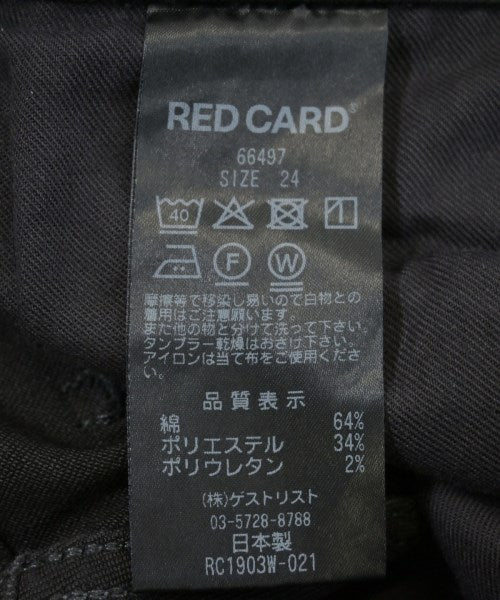 RED CARD®
66497
SIZE 24
40
F W
摩擦等で移染し易いので白物との
着用はご注意願います。
また他の物と分けて洗って下さい。
タンブラー乾燥はおさけ下さい。
アイロンは当て布をご使用くださ
い。
品質表示
綿 64%
ポリエステル 34%
ポリウレタン 2%
(株)ゲストリスト
03-5728-8788
日本製
RC1903W-021